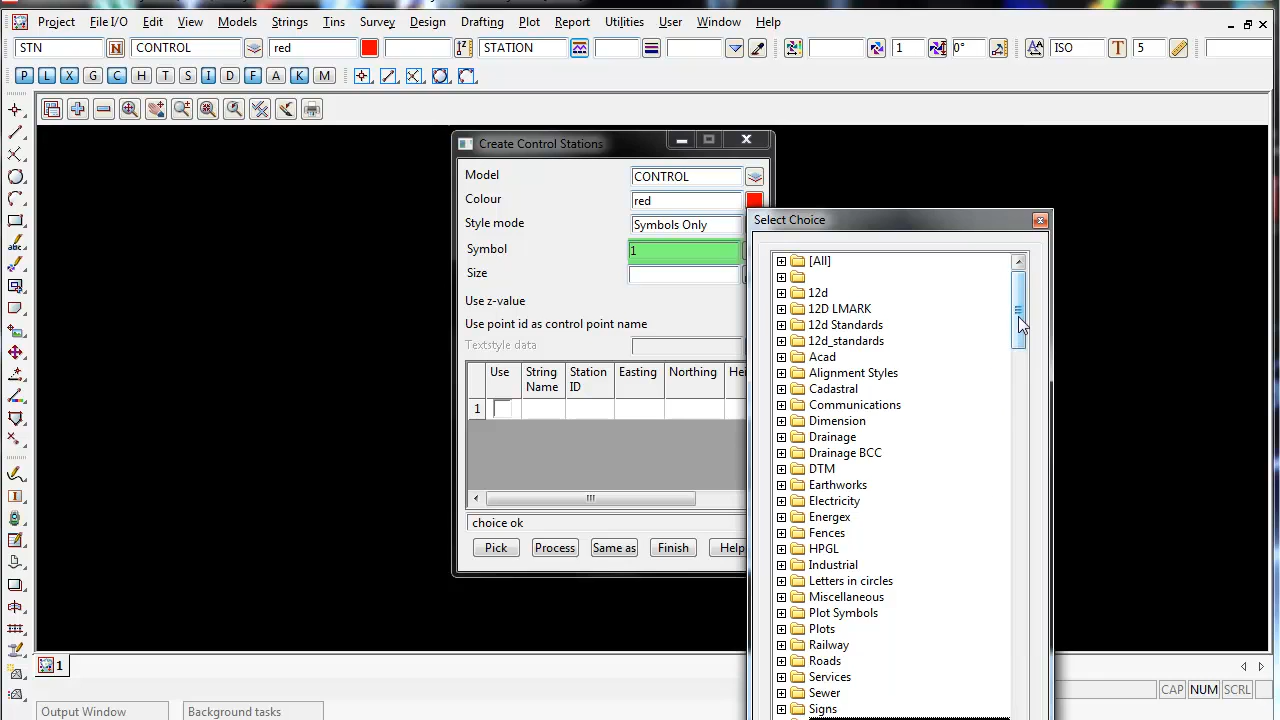 Project File I/O Edit View Models Strings Tins Survey Design Drafting Plot Report Utilities User Window Help
STN N CONTROL red STATION 1 0° ISO T 5
P L X G C H T S I D F A K M
Create Control Stations
Model CONTROL
Colour red
Style mode Symbols Only
Symbol 1
Size
Use z-value
Use point id as control point name
Textstyle data
Use String Name Station ID Easting Northing Hei
1
choice ok
Pick Process Same as Finish Help
Select Choice
[All]
12d
12D LMARK
12d Standards
12d_standards
Acad
Alignment Styles
Cadastral
Communications
Dimension
Drainage
Drainage BCC
DTM
Earthworks
Electricity
Energex
Fences
HPGL
Industrial
Letters in circles
Miscellaneous
Plot Symbols
Plots
Railway
Roads
Services
Sewer
Signs
1
CAP NUM SCRL
Output Window Background tasks